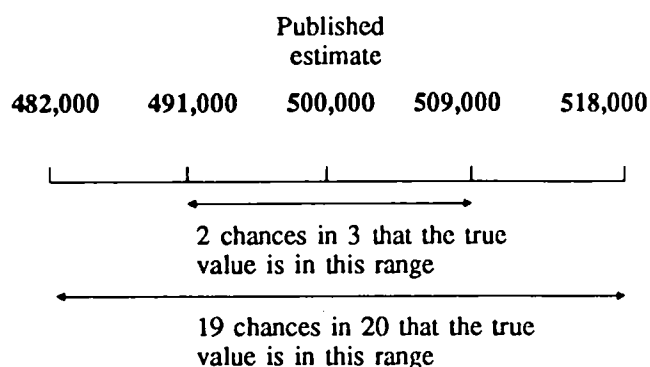 Published
estimate
482,000 491,000 500,000 509,000 518,000
2 chances in 3 that the true
value is in this range
19 chances in 20 that the true
value is in this range